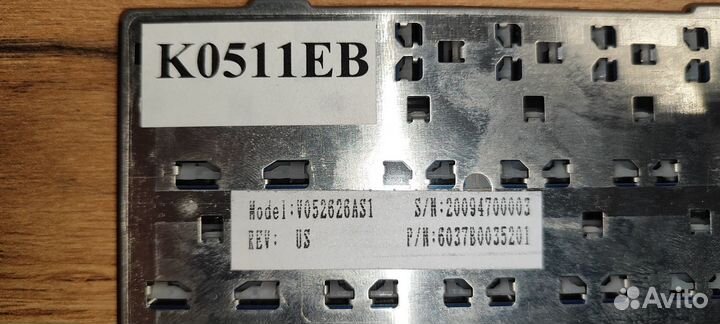 K0511EB
Model:V052626AS1 S/N:20094700003
REV: US P/N:6037B0035201
Avito